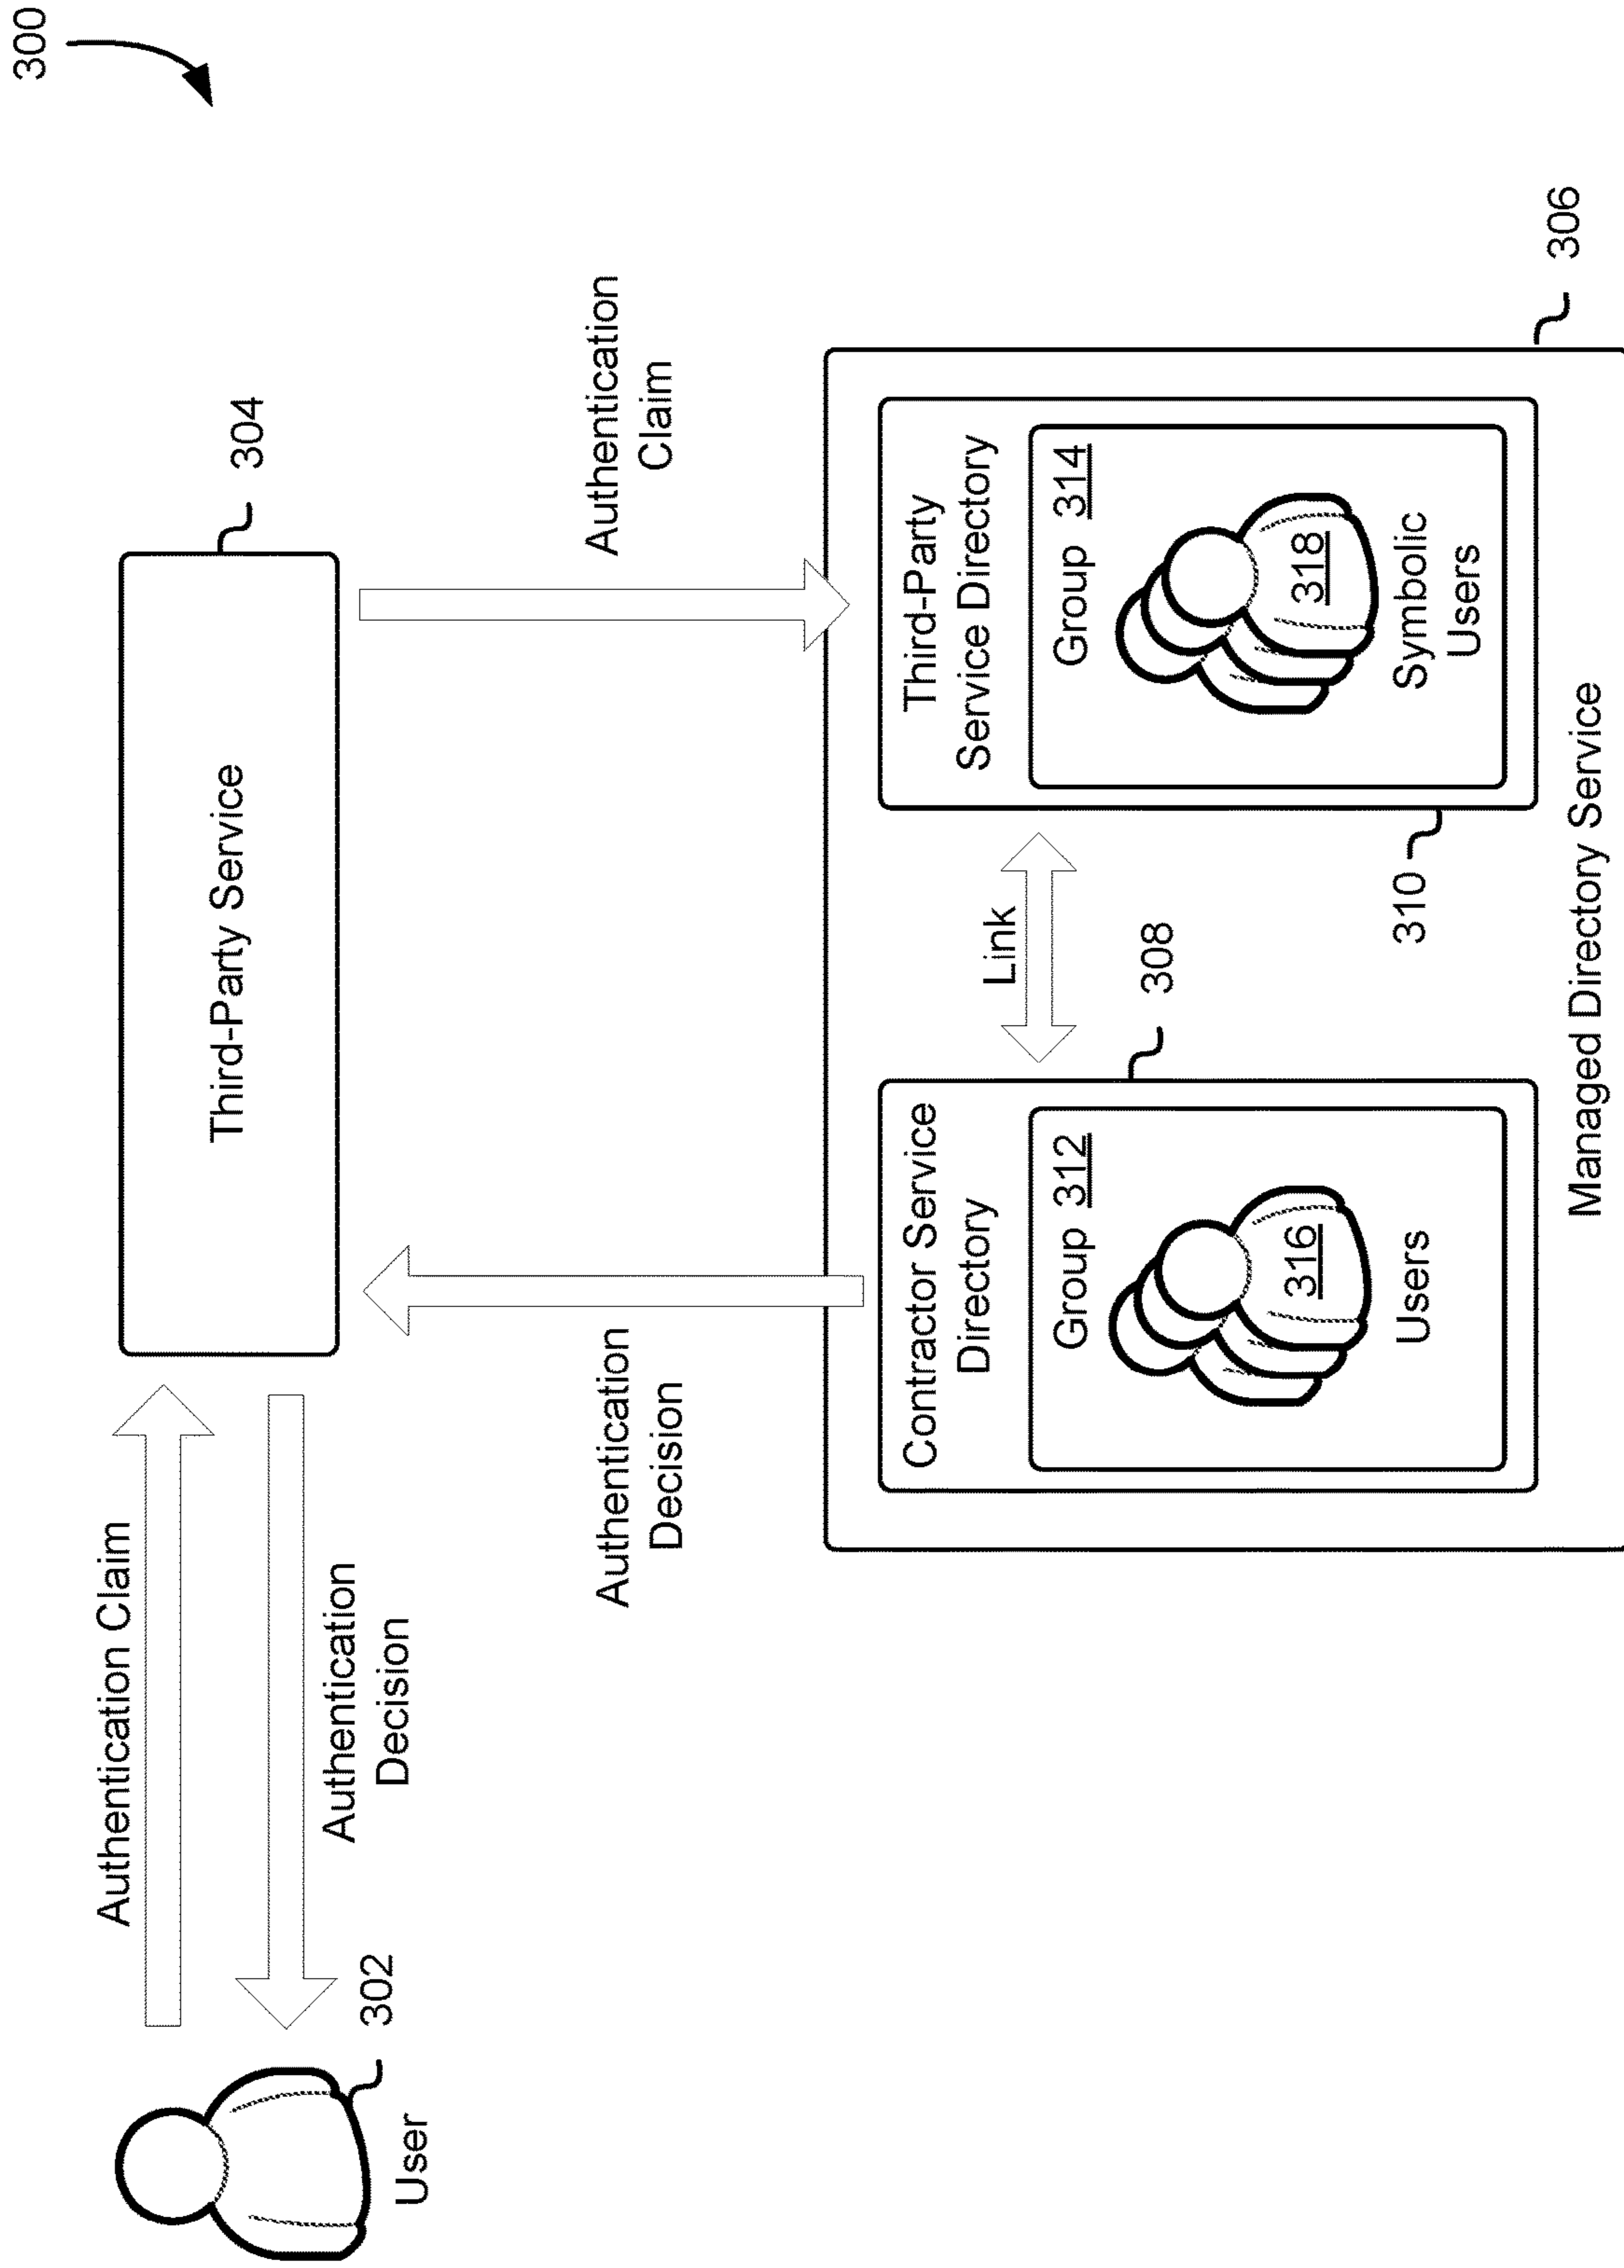 300
Authentication Claim
Authentication
Decision
302
User
Third-Party Service
304
Authentication
Decision
Authentication
Claim
Contractor Service
Directory
Group 312
316
Users
308
Link
Third-Party
Service Directory
Group 314
318
Symbolic
Users
310
Managed Directory Service
306